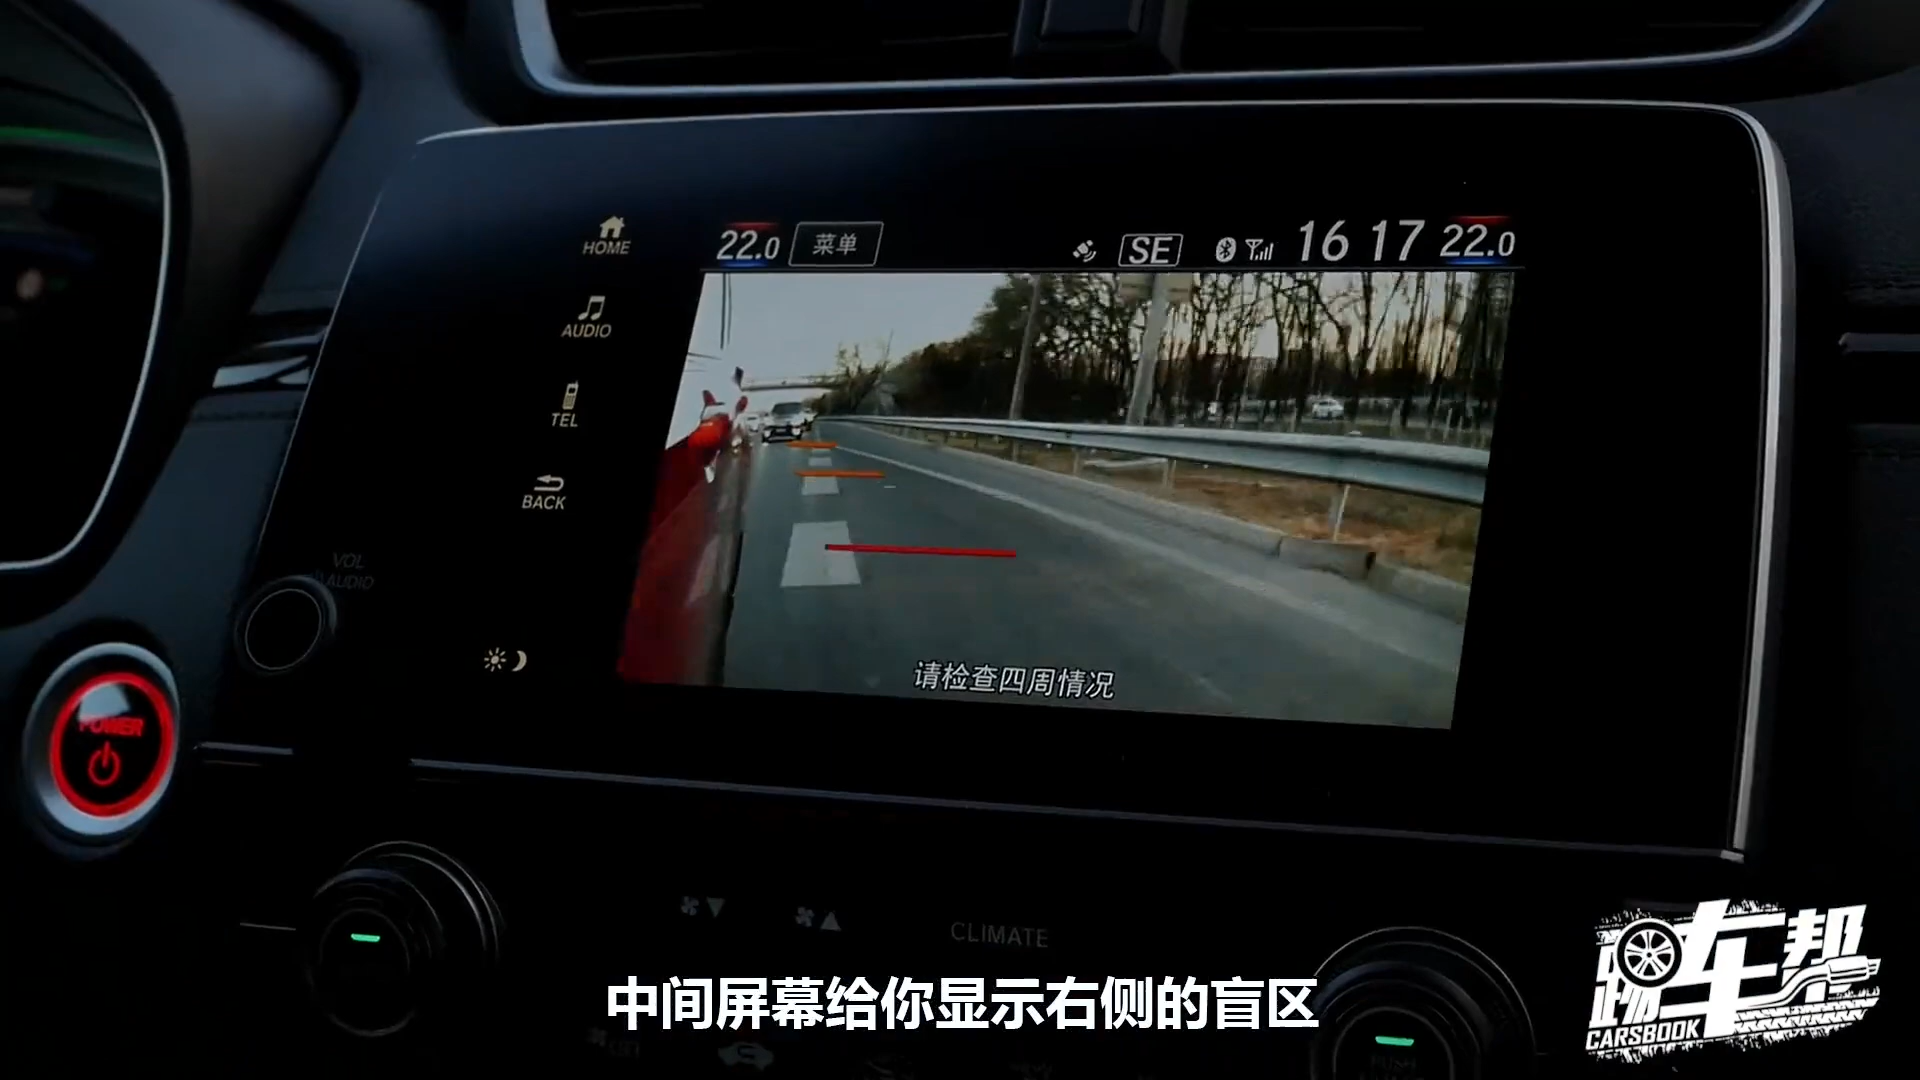 HOME
22.0
菜单
SE
16 17
22.0
AUDIO
TEL
BACK
VOL
AUDIO
POWER
请检查四周情况
CLIMATE
中间屏幕给你显示右侧的盲区
踢车帮
CARSBOOK